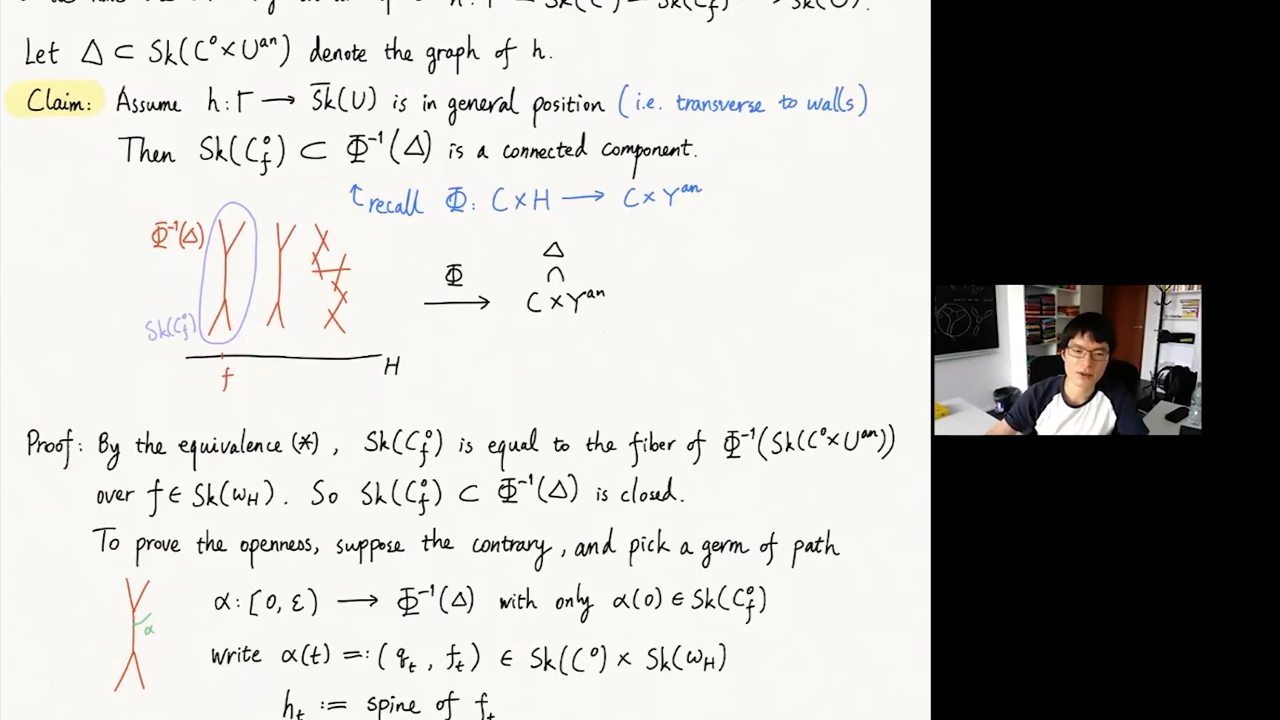 Let Δ ⊂ Sk(C° × Uᵃⁿ) denote the graph of h.
Claim: Assume h: Γ → S̄k(U) is in general position (i.e. transverse to walls)
Then Sk(C°_f) ⊂ Φ⁻¹(Δ) is a connected component.
↑ recall Φ: C × H → C × Yᵃⁿ
Φ⁻¹(Δ)
Δ
Φ
∩
C × Yᵃⁿ
Sk(C°_f)
H
f
Proof: By the equivalence (*), Sk(C°_f) is equal to the fiber of Φ⁻¹(Sk(C° × Uᵃⁿ))
over f ∈ Sk(ω_H). So Sk(C°_f) ⊂ Φ⁻¹(Δ) is closed.
To prove the openness, suppose the contrary, and pick a germ of path
α: [0, ε) → Φ⁻¹(Δ) with only α(0) ∈ Sk(C°_f)
α
write α(t) =: (q_t, f_t) ∈ Sk(C°) × Sk(ω_H)
h_t := spine of f_t